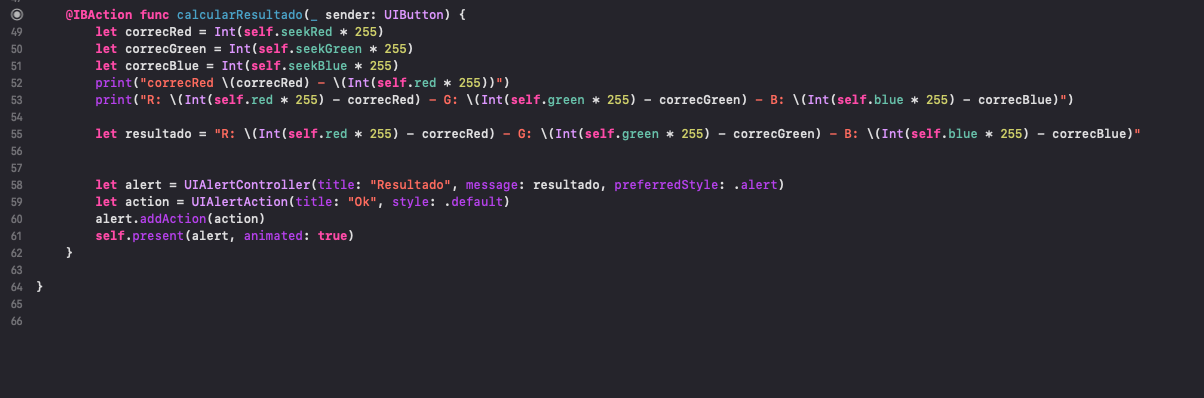 @IBAction func calcularResultado(_ sender: UIButton) {
49 let correcRed = Int(self.seekRed * 255)
50 let correcGreen = Int(self.seekGreen * 255)
51 let correcBlue = Int(self.seekBlue * 255)
52 print("correcRed \(correcRed) - \(Int(self.red * 255))")
53 print("R: \(Int(self.red * 255) - correcRed) - G: \(Int(self.green * 255) - correcGreen) - B: \(Int(self.blue * 255) - correcBlue)")
54
55 let resultado = "R: \(Int(self.red * 255) - correcRed) - G: \(Int(self.green * 255) - correcGreen) - B: \(Int(self.blue * 255) - correcBlue)"
56
57
58 let alert = UIAlertController(title: "Resultado", message: resultado, preferredStyle: .alert)
59 let action = UIAlertAction(title: "Ok", style: .default)
60 alert.addAction(action)
61 self.present(alert, animated: true)
62 }
63
64 }
65
66